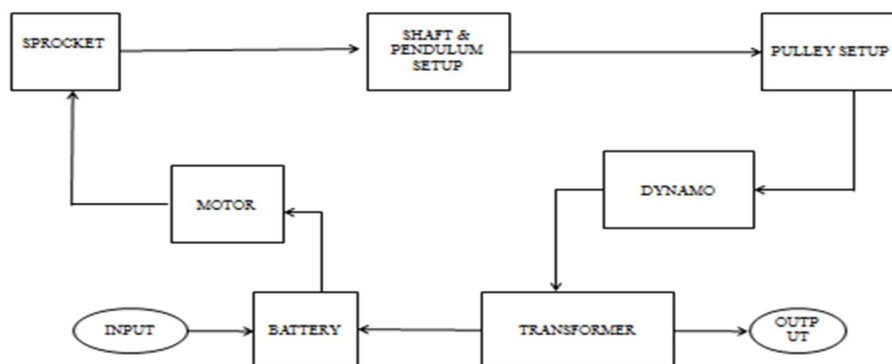 SPROCKET
SHAFT &
PENDULUM
SETUP
PULLEY SETUP
MOTOR
DYNAMO
INPUT
BATTERY
TRANSFORMER
OUTP
UT